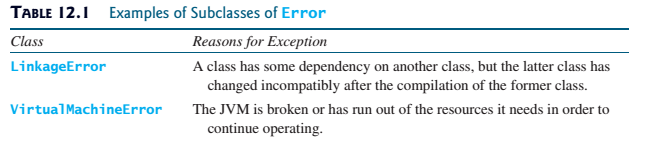 TABLE 12.1 Examples of Subclasses of Error
Class Reasons for Exception
LinkageError A class has some dependency on another class, but the latter class has
changed incompatibly after the compilation of the former class.
VirtualMachineError The JVM is broken or has run out of the resources it needs in order to
continue operating.